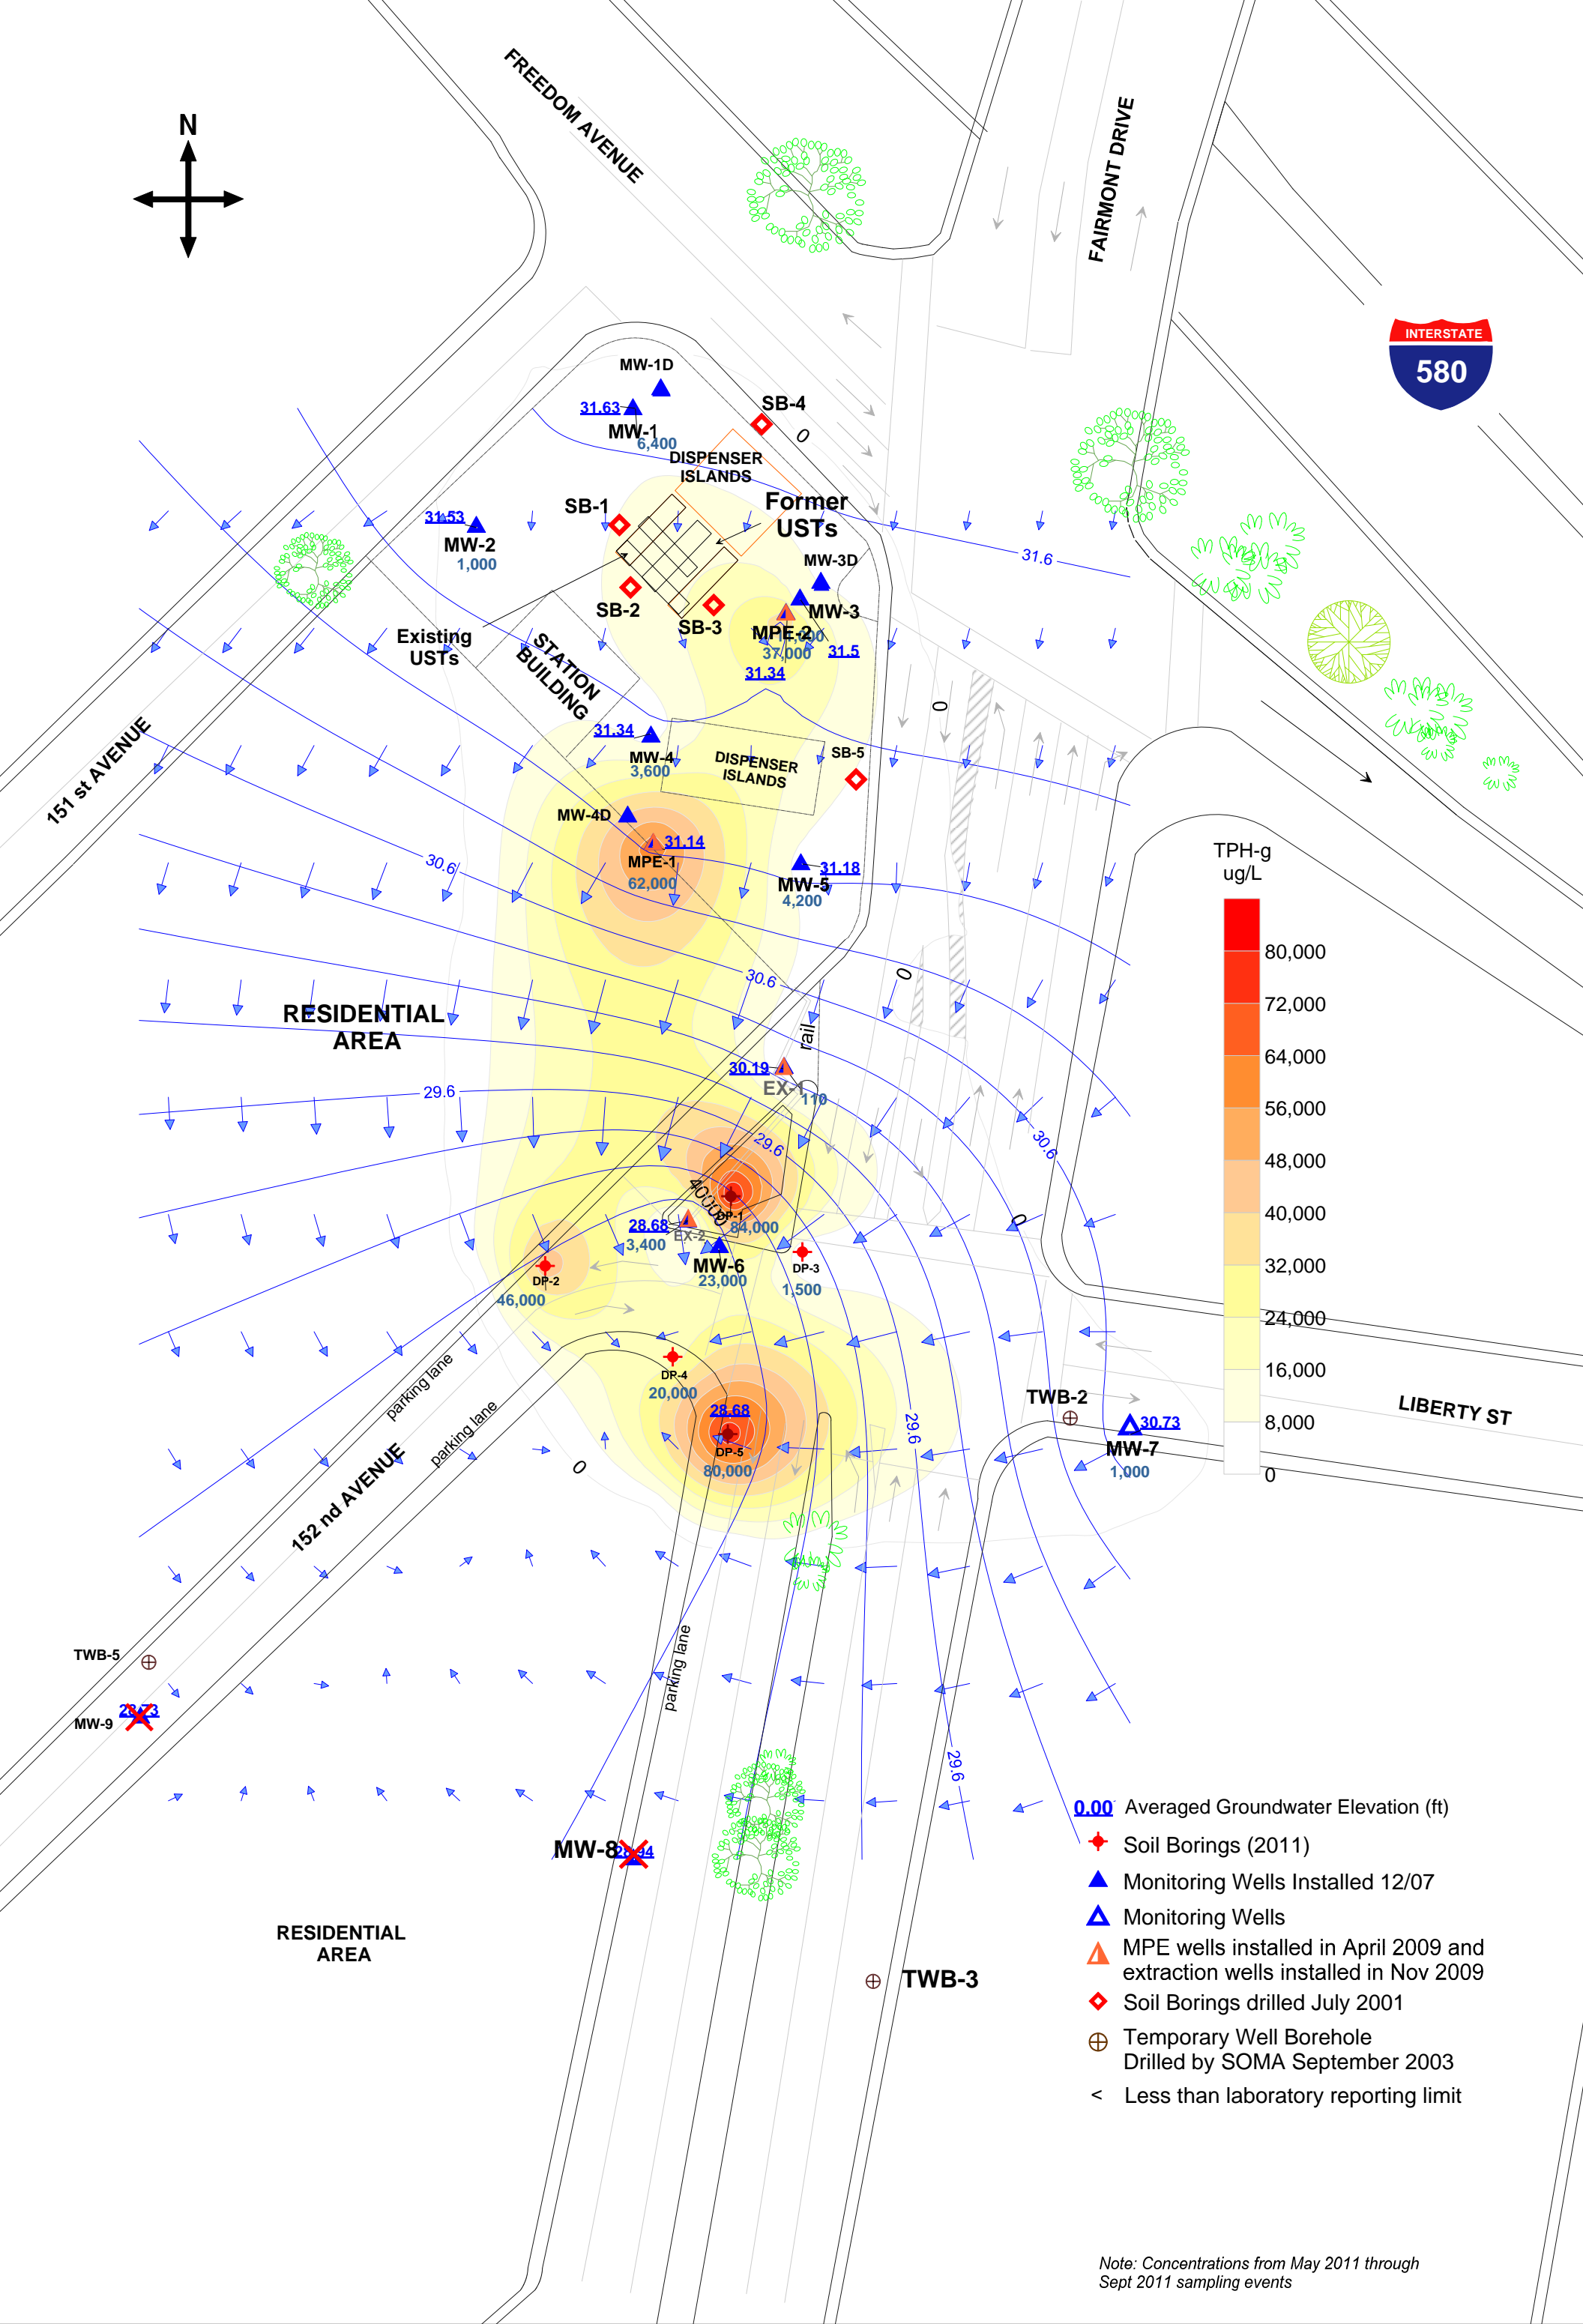 FREEDOM AVENUE
FAIRMONT DRIVE
N
INTERSTATE
580
MW-1D
31.63
MW-1
6,400
SB-4
0
DISPENSER
ISLANDS
SB-1
Former
USTs
31.53
MW-2
1,000
31.6
MW-3D
SB-2
SB-3
MW-3
MPE-2
37,000
31.5
31.34
Existing
USTs
STATION
BUILDING
0
31.34
MW-4
3,600
DISPENSER
ISLANDS
SB-5
151 st AVENUE
MW-4D
31.14
MPE-1
62,000
31.18
MW-5
4,200
30.6
TPH-g
ug/L
80,000
72,000
64,000
56,000
48,000
40,000
32,000
24,000
16,000
8,000
0
30.6
0
RESIDENTIAL
AREA
rail
30.19
EX-1
110
29.6
29.6
30.6
40000
DP-1
84,000
28.68
EX-2
3,400
MW-6
23,000
DP-3
1,500
0
DP-2
46,000
DP-4
20,000
parking lane
parking lane
28.68
DP-5
80,000
29.6
TWB-2
30.73
MW-7
1,000
LIBERTY ST
0
152 nd AVENUE
TWB-5
MW-9
parking lane
29.6
MW-8
RESIDENTIAL
AREA
TWB-3
0.00 Averaged Groundwater Elevation (ft)
Soil Borings (2011)
Monitoring Wells Installed 12/07
Monitoring Wells
MPE wells installed in April 2009 and
extraction wells installed in Nov 2009
Soil Borings drilled July 2001
Temporary Well Borehole
Drilled by SOMA September 2003
< Less than laboratory reporting limit
Note: Concentrations from May 2011 through
Sept 2011 sampling events